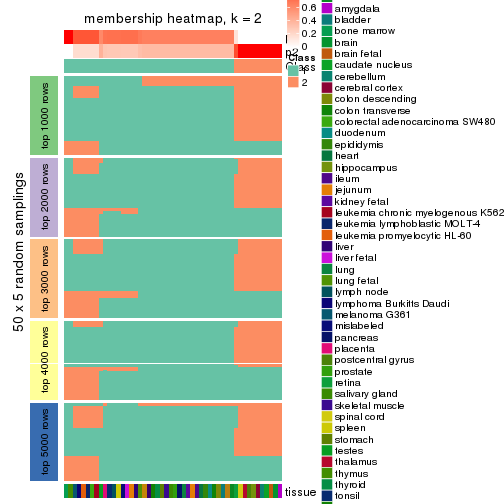 membership heatmap, k = 2
50 x 5 random samplings
top 1000 rows
top 2000 rows
top 3000 rows
top 4000 rows
top 5000 rows
p2
Class
tissue
0.6
0.4
0.2
0
Class
1
2
amygdala
bladder
bone marrow
brain
brain fetal
caudate nucleus
cerebellum
cerebral cortex
colon descending
colon transverse
colorectal adenocarcinoma SW480
duodenum
epididymis
heart
hippocampus
ileum
jejunum
kidney fetal
leukemia chronic myelogenous K562
leukemia lymphoblastic MOLT-4
leukemia promyelocytic HL-60
liver
liver fetal
lung
lung fetal
lymph node
lymphoma Burkitts Daudi
melanoma G361
mislabeled
pancreas
placenta
postcentral gyrus
prostate
retina
salivary gland
skeletal muscle
spinal cord
spleen
stomach
testes
thalamus
thymus
thyroid
tonsil